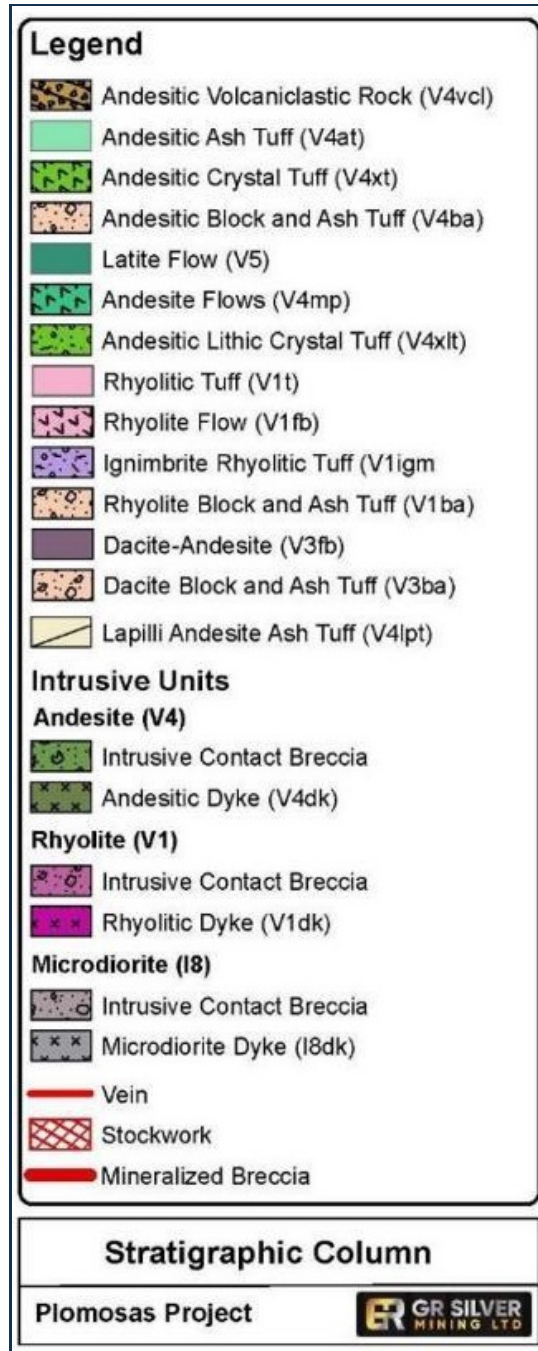 Legend
Andesitic Volcaniclastic Rock (V4vcl)
Andesitic Ash Tuff (V4at)
Andesitic Crystal Tuff (V4xt)
Andesitic Block and Ash Tuff (V4ba)
Latite Flow (V5)
Andesite Flows (V4mp)
Andesitic Lithic Crystal Tuff (V4xlt)
Rhyolitic Tuff (V1t)
Rhyolite Flow (V1fb)
Ignimbrite Rhyolitic Tuff (V1igm
Rhyolite Block and Ash Tuff (V1ba)
Dacite-Andesite (V3fb)
Dacite Block and Ash Tuff (V3ba)
Lapilli Andesite Ash Tuff (V4lpt)
Intrusive Units
Andesite (V4)
Intrusive Contact Breccia
Andesitic Dyke (V4dk)
Rhyolite (V1)
Intrusive Contact Breccia
Rhyolitic Dyke (V1dk)
Microdiorite (I8)
Intrusive Contact Breccia
Microdiorite Dyke (I8dk)
Vein
Stockwork
Mineralized Breccia
Stratigraphic Column
Plomosas Project
GR GR SILVER
MINING LTD